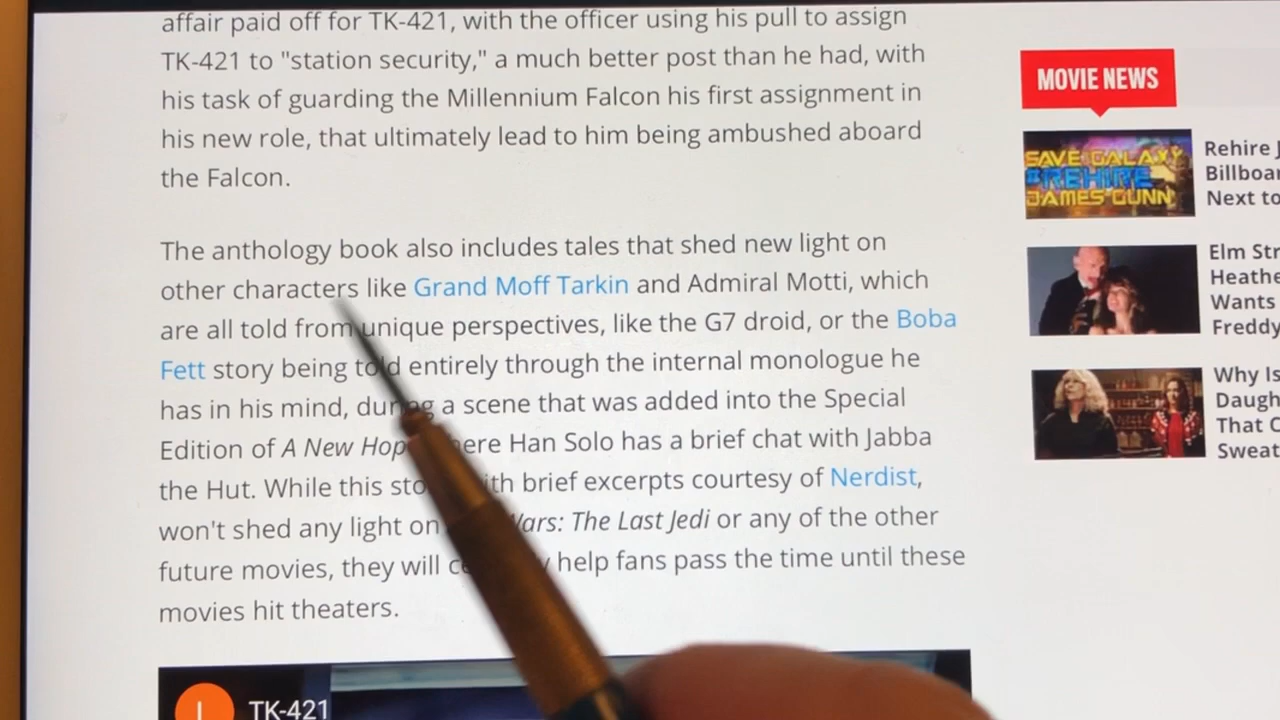 affair paid off for TK-421, with the officer using his pull to assign
TK-421 to "station security," a much better post than he had, with
his task of guarding the Millennium Falcon his first assignment in
his new role, that ultimately lead to him being ambushed aboard
the Falcon.
The anthology book also includes tales that shed new light on
other characters like Grand Moff Tarkin and Admiral Motti, which
are all told from unique perspectives, like the G7 droid, or the Boba
Fett story being told entirely through the internal monologue he
has in his mind, during a scene that was added into the Special
Edition of A New Hop ere Han Solo has a brief chat with Jabba
the Hut. While this sto ith brief excerpts courtesy of Nerdist,
won't shed any light on Wars: The Last Jedi or any of the other
future movies, they will help fans pass the time until these
movies hit theaters.
TK-421
L
MOVIE NEWS
SAVE GALAXY
#REHIRE
JAMES GUNN
Rehire J
Billboar
Next to
Elm Str
Heathe
Wants
Freddy
Why Is
Daugh
That C
Sweat